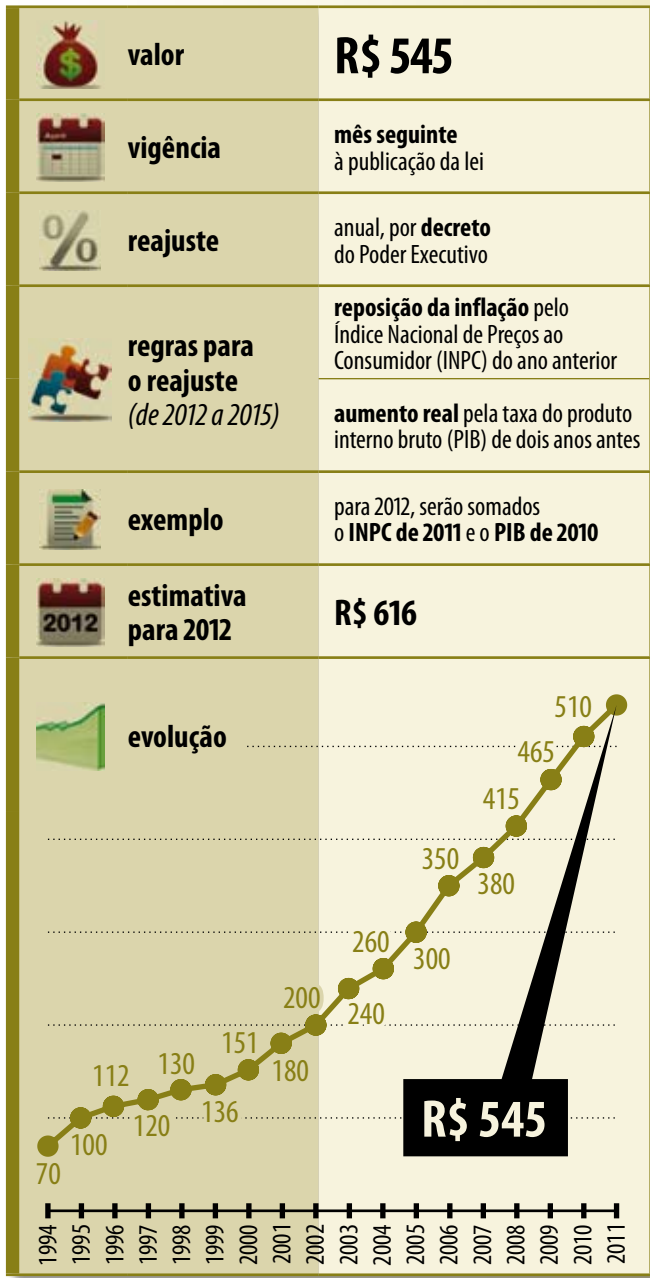 valor
R$ 545
April
vigência
mês seguinte
à publicação da lei
%
reajuste
anual, por decreto
do Poder Executivo
regras para
o reajuste
(de 2012 a 2015)
reposição da inflação pelo
Índice Nacional de Preços ao
Consumidor (INPC) do ano anterior
aumento real pela taxa do produto
interno bruto (PIB) de dois anos antes
exemplo
para 2012, serão somados
o INPC de 2011 e o PIB de 2010
2012
estimativa
para 2012
R$ 616
evolução
70
100
112
120
130
136
151
180
200
240
260
300
350
380
415
465
510
R$ 545
1994
1995
1996
1997
1998
1999
2000
2001
2002
2003
2004
2005
2006
2007
2008
2009
2010
2011